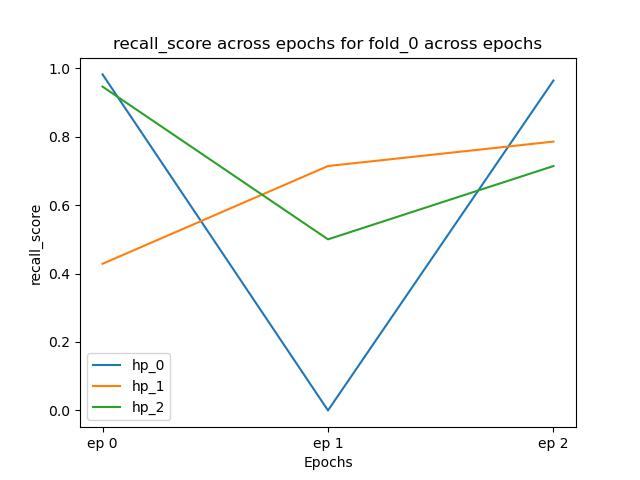 recall_score across epochs for fold_0 across epochs
recall_score
1.0
0.8
0.6
0.4
0.2
0.0
hp_0
hp_1
hp_2
ep 0 ep 1 ep 2
Epochs